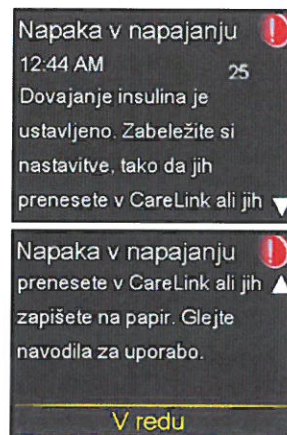 Napaka v napajanju
12:44 AM
25
Dovajanje insulina je
ustavljeno. Zabeležite si
nastavitve, tako da jih
prenesete v CareLink ali jih
Napaka v napajanju
prenesete v CareLink ali jih
zapišete na papir. Glejte
navodila za uporabo.
V redu